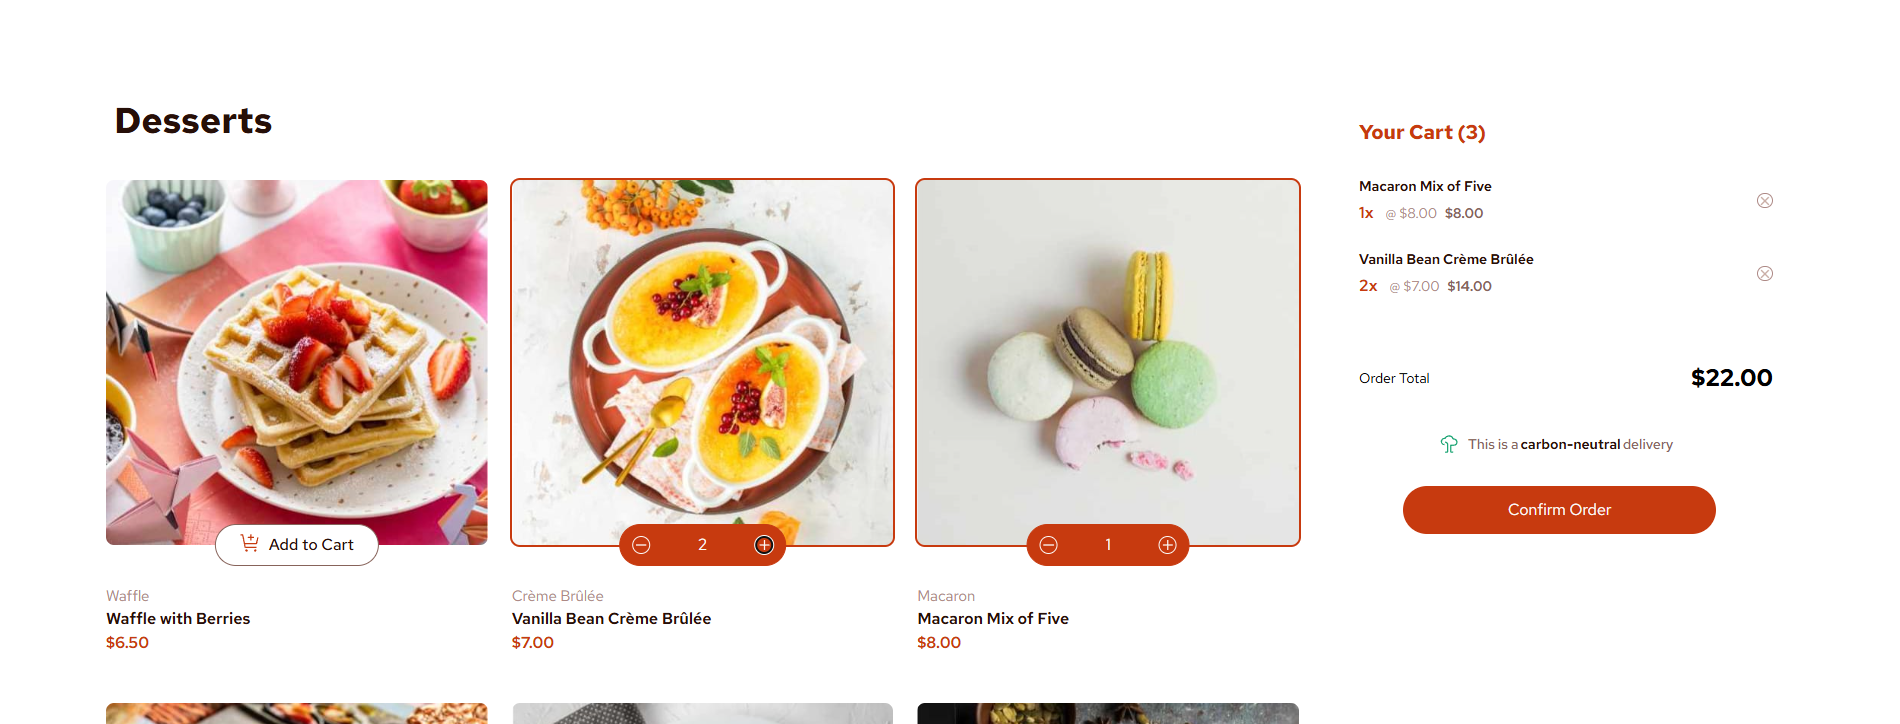 Desserts
Add to Cart
Waffle
Waffle with Berries
$6.50
2
Crème Brûlée
Vanilla Bean Crème Brûlée
$7.00
1
Macaron
Macaron Mix of Five
$8.00
Your Cart (3)
Macaron Mix of Five
1x @ $8.00 $8.00
Vanilla Bean Crème Brûlée
2x @ $7.00 $14.00
Order Total $22.00
This is a carbon-neutral delivery
Confirm Order